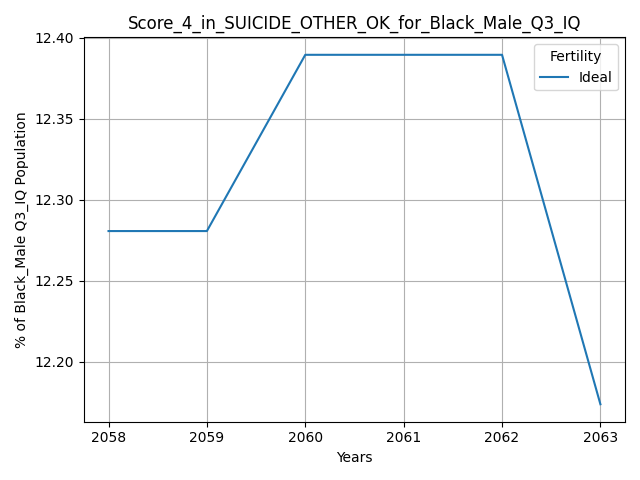 Score_4_in_SUICIDE_OTHER_OK_for_Black_Male_Q3_IQ
Fertility
Ideal
% of Black_Male Q3_IQ Population
12.40
12.35
12.30
12.25
12.20
2058 2059 2060 2061 2062 2063
Years